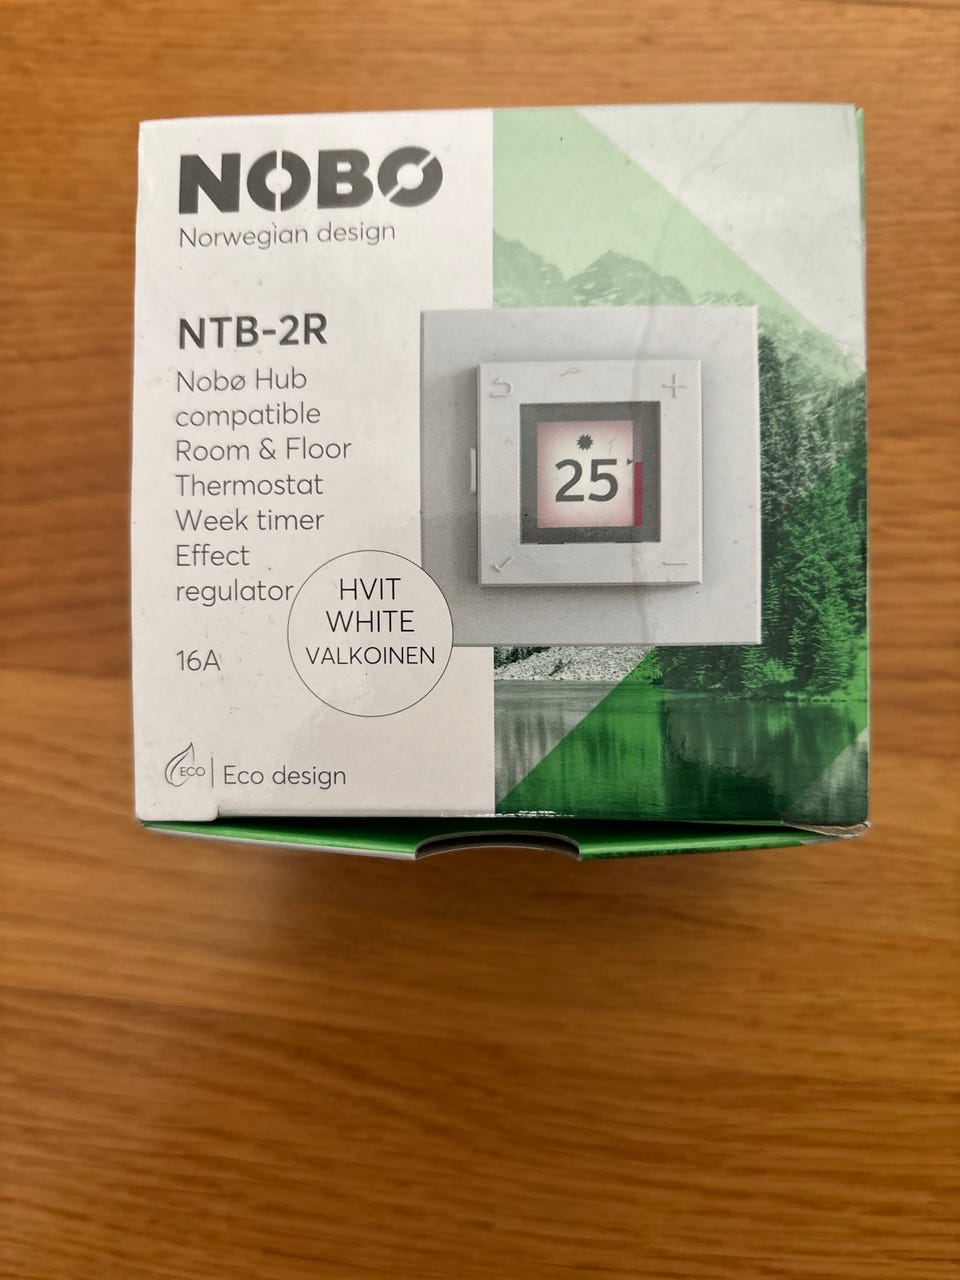 NOBØ
Norwegian design
NTB-2R
Nobø Hub
compatible
Room & Floor
Thermostat
Week timer
Effect
regulator
16A
HVIT
WHITE
VALKOINEN
25
ECO
Eco design